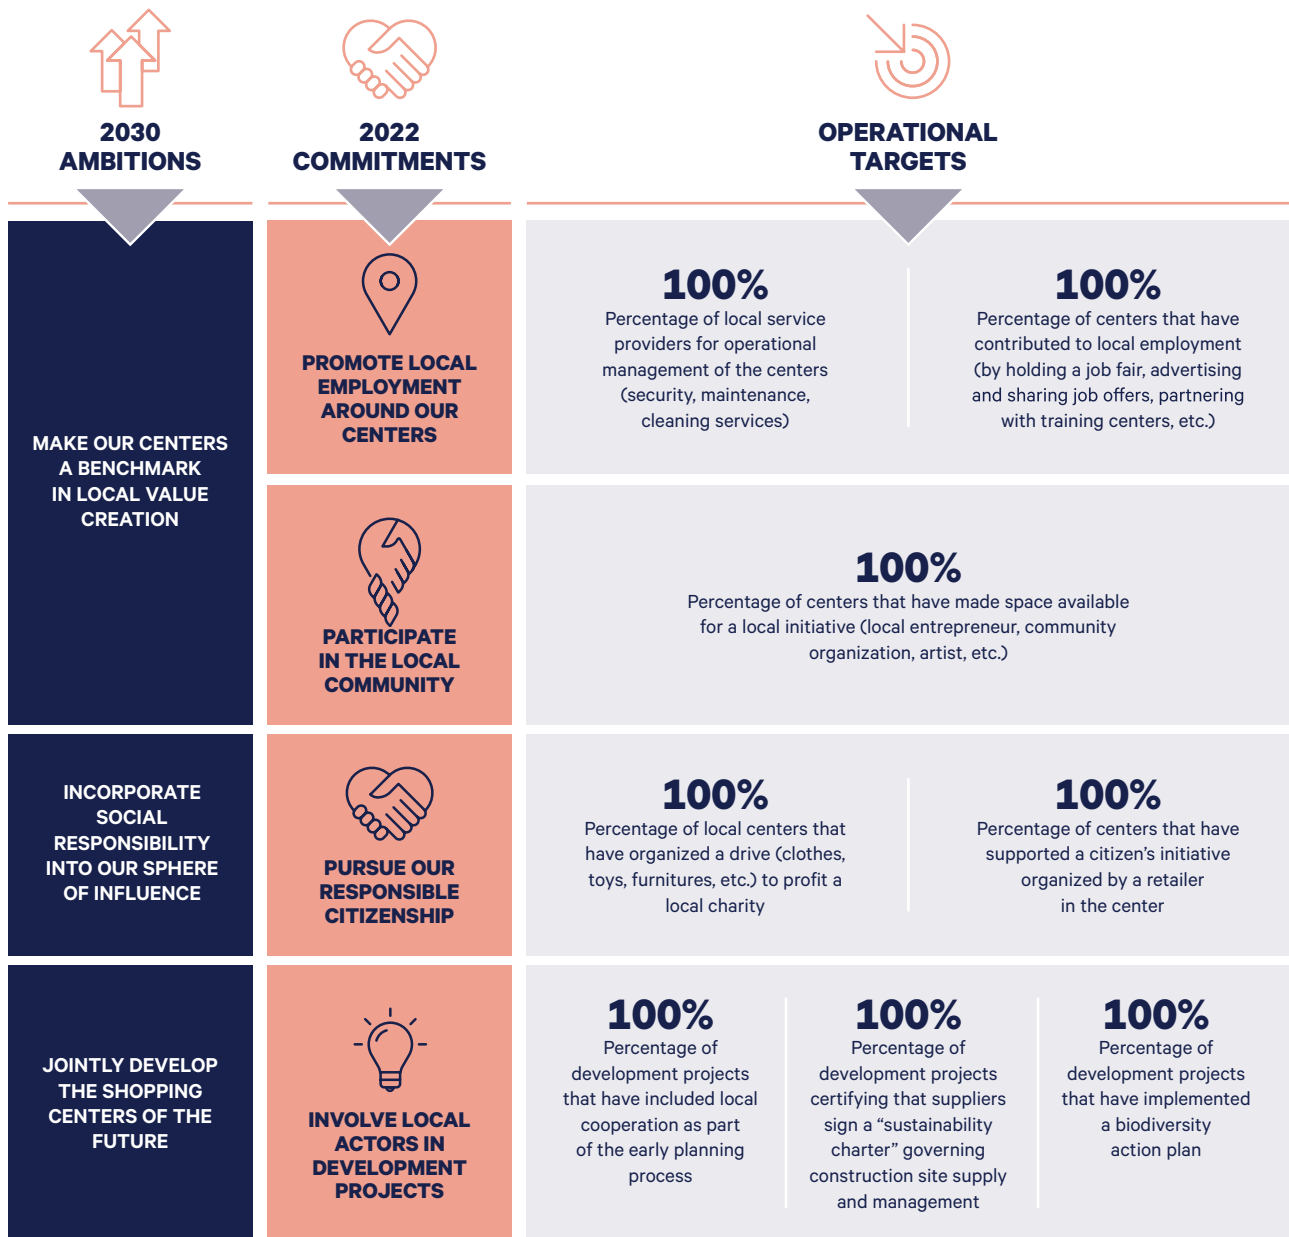 2030
AMBITIONS
2022
COMMITMENTS
OPERATIONAL
TARGETS
MAKE OUR CENTERS
A BENCHMARK
IN LOCAL VALUE
CREATION
PROMOTE LOCAL
EMPLOYMENT
AROUND OUR
CENTERS
100%
Percentage of local service
providers for operational
management of the centers
(security, maintenance,
cleaning services)
100%
Percentage of centers that have
contributed to local employment
(by holding a job fair, advertising
and sharing job offers, partnering
with training centers, etc.)
PARTICIPATE
IN THE LOCAL
COMMUNITY
100%
Percentage of centers that have made space available
for a local initiative (local entrepreneur, community
organization, artist, etc.)
INCORPORATE
SOCIAL
RESPONSIBILITY
INTO OUR SPHERE
OF INFLUENCE
PURSUE OUR
RESPONSIBLE
CITIZENSHIP
100%
Percentage of local centers that
have organized a drive (clothes,
toys, furnitures, etc.) to profit a
local charity
100%
Percentage of centers that have
supported a citizen’s initiative
organized by a retailer
in the center
JOINTLY DEVELOP
THE SHOPPING
CENTERS OF THE
FUTURE
INVOLVE LOCAL
ACTORS IN
DEVELOPMENT
PROJECTS
100%
Percentage of
development projects
that have included local
cooperation as part
of the early planning
process
100%
Percentage of
development projects
certifying that suppliers
sign a “sustainability
charter” governing
construction site supply
and management
100%
Percentage of
development projects
that have implemented
a biodiversity
action plan